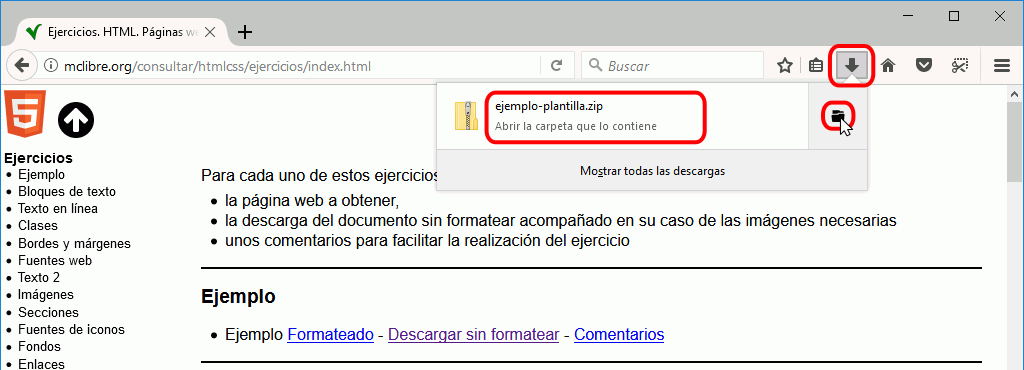 Ejercicios. HTML. Páginas we
mclibre.org/consultar/htmlcss/ejercicios/index.html
Buscar
ejemplo-plantilla.zip
Abrir la carpeta que lo contiene
Mostrar todas las descargas
5
Ejercicios
Ejemplo
Bloques de texto
Texto en línea
Clases
Bordes y márgenes
Fuentes web
Texto 2
Imágenes
Secciones
Fuentes de iconos
Fondos
Enlaces
Para cada uno de estos ejercicios
la página web a obtener,
la descarga del documento sin formatear acompañado en su caso de las imágenes necesarias
unos comentarios para facilitar la realización del ejercicio
Ejemplo
Ejemplo Formateado - Descargar sin formatear - Comentarios